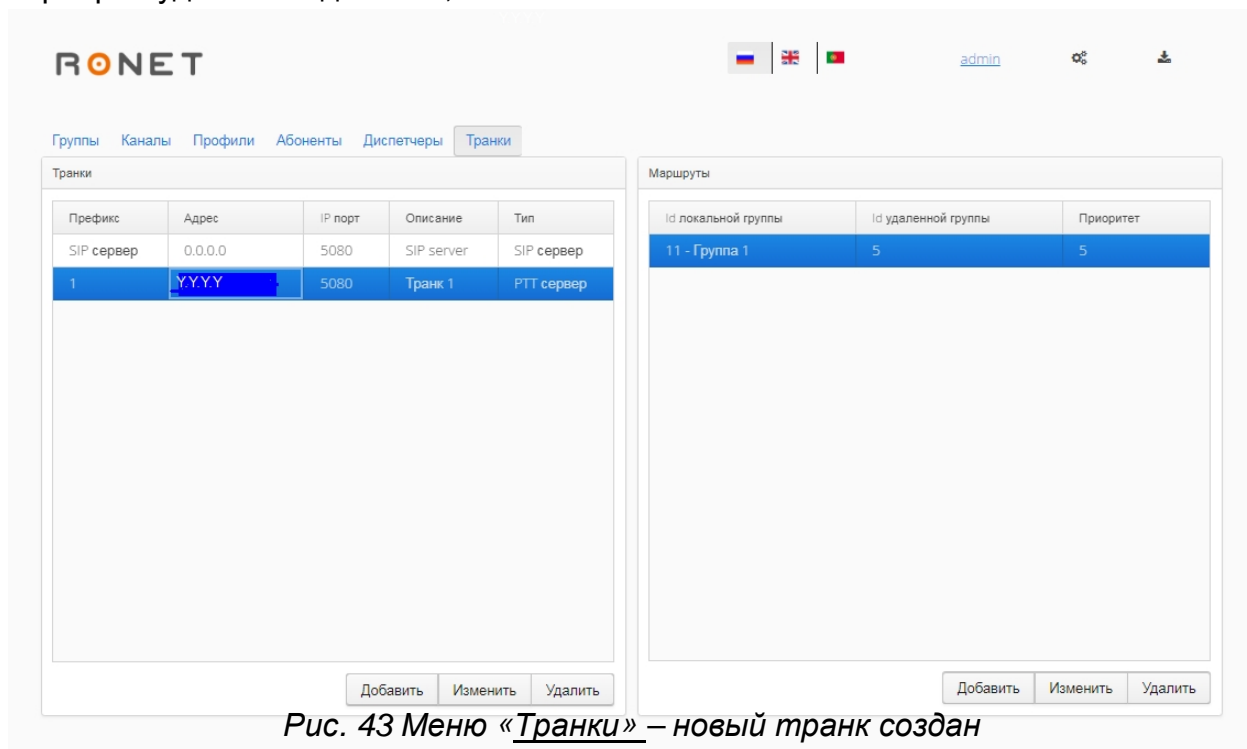 RONET
admin
Группы Каналы Профили Абоненты Диспетчеры Транки
Транки
Префикс Адрес IP порт Описание Тип
SIP сервер 0.0.0.0 5080 SIP server SIP сервер
1 Y.Y.Y.Y 5080 Транк 1 PTT сервер
Добавить Изменить Удалить
Маршруты
Id локальной группы Id удаленной группы Приоритет
11 - Группа 1 5 5
Добавить Изменить Удалить
Рис. 43 Меню «Транки» – новый транк создан